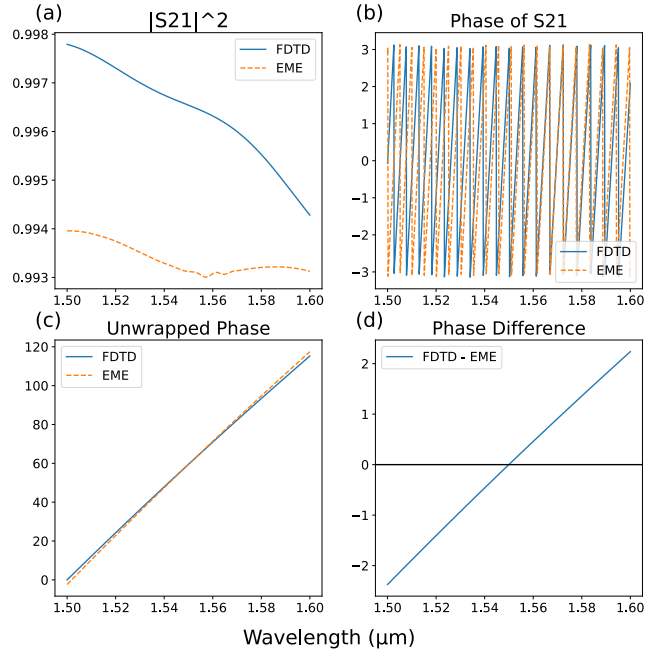 (a)
|S21|^2
0.998
0.997
0.996
0.995
0.994
0.993
FDTD
EME
1.50 1.52 1.54 1.56 1.58 1.60
(b)
Phase of S21
3
2
1
0
−1
−2
−3
FDTD
EME
1.50 1.52 1.54 1.56 1.58 1.60
(c)
Unwrapped Phase
120
100
80
60
40
20
0
FDTD
EME
1.50 1.52 1.54 1.56 1.58 1.60
(d)
Phase Difference
2
1
0
−1
−2
FDTD - EME
1.50 1.52 1.54 1.56 1.58 1.60
Wavelength (μm)